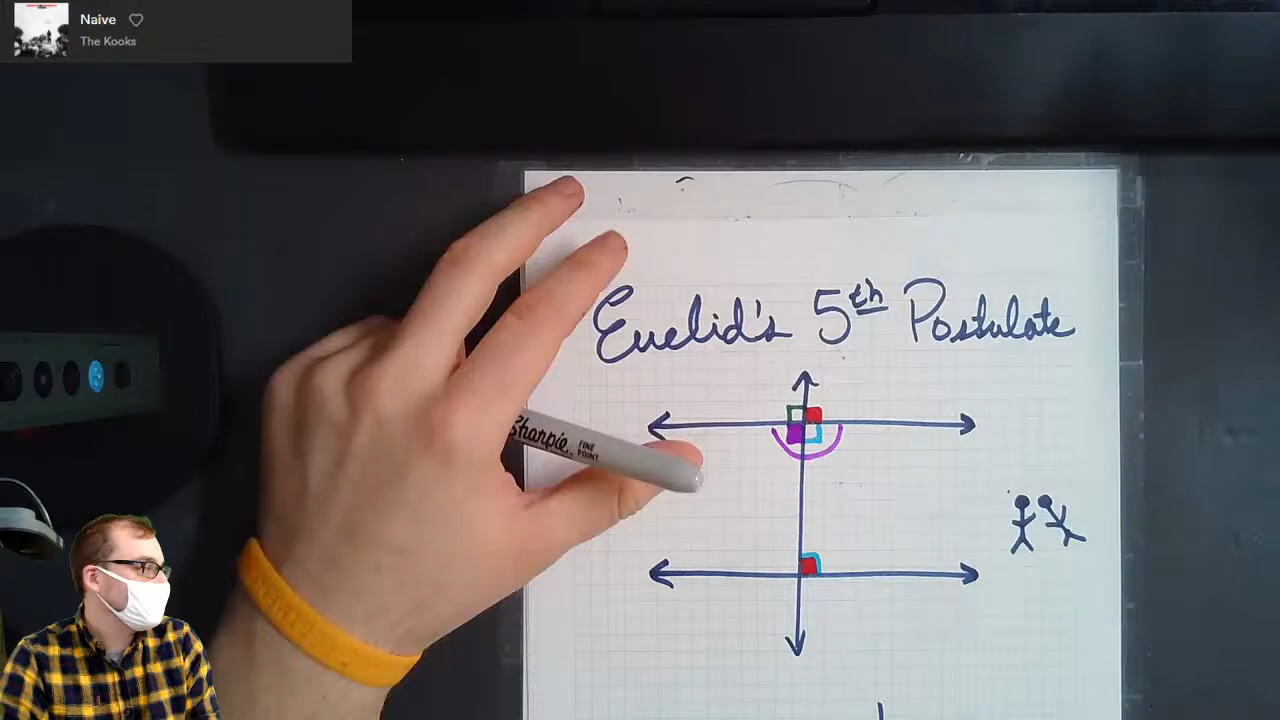 Naive
The Kooks
Euclid's 5th Postulate
Sharpie
FINE
POINT